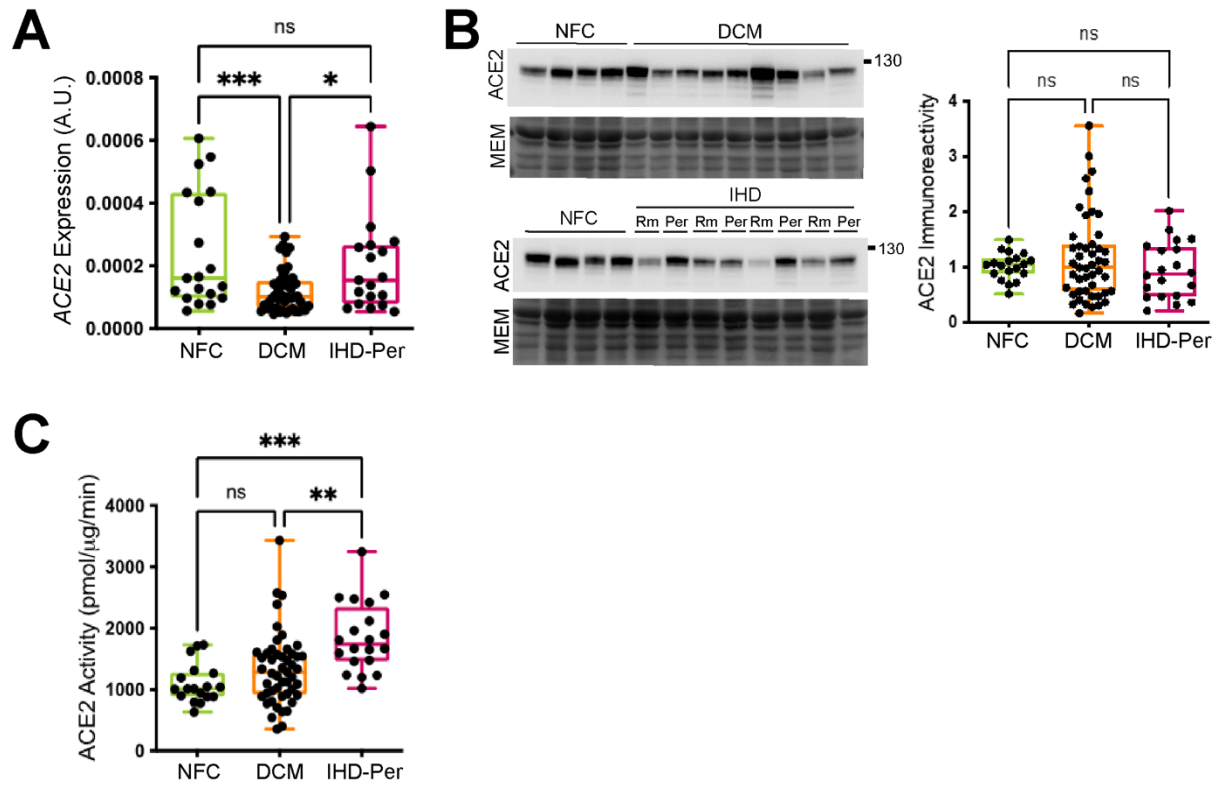 A
ns
***
*
0.0008
0.0006
0.0004
0.0002
0.0000
ACE2 Expression (A.U.)
NFC DCM IHD-Per
B
NFC DCM
ACE2
130
MEM
IHD
NFC Rm Per Rm Per Rm Per Rm Per
ACE2
130
MEM
ns
ns ns
4
3
2
1
0
ACE2 Immunoreactivity
NFC DCM IHD-Per
C
***
ns **
4000
3000
2000
1000
0
ACE2 Activity (pmol/µg/min)
NFC DCM IHD-Per